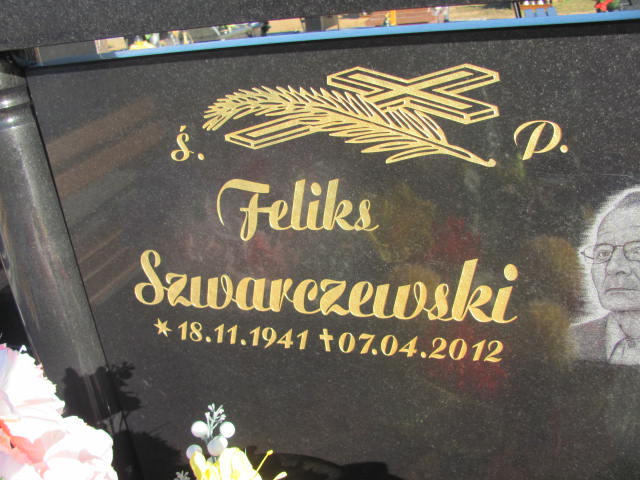 ś. P.
Feliks
Szwarczewski
* 18.11.1941 † 07.04.2012